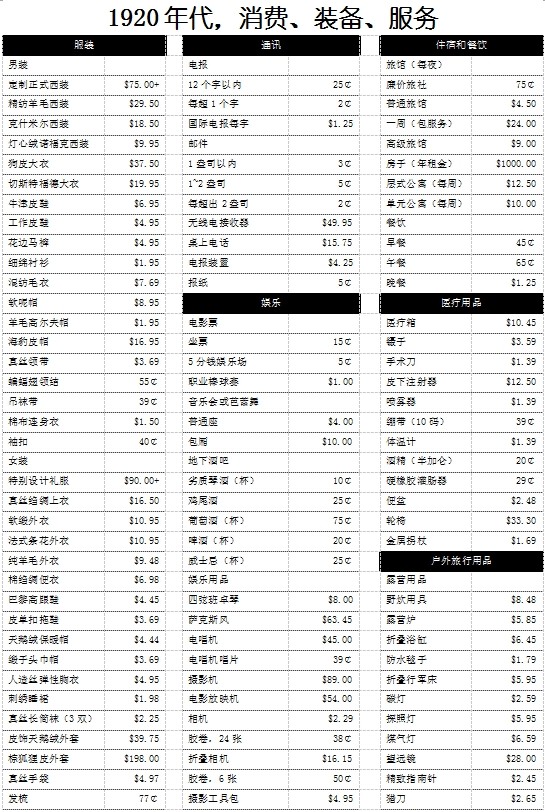 1920年代，消费、装备、服务
服装
男装
定制正式西装 $75.00+
精纺羊毛西装 $29.50
克什米尔西装 $18.50
灯心绒诺福克西装 $9.95
狗皮大衣 $37.50
切斯特福德大衣 $19.95
牛津皮鞋 $6.95
工作皮鞋 $4.95
花边马裤 $4.95
细绵衬衫 $1.95
混纺毛衣 $7.69
软呢帽 $8.95
羊毛高尔夫帽 $1.95
海豹皮帽 $16.95
真丝领带 $3.69
蝙蝠翅领结 55￠
吊袜带 39￠
棉布连身衣 $1.50
袖扣 40￠
女装
特别设计礼服 $90.00+
真丝绉绸上衣 $16.50
软缎外衣 $10.95
法式条花外衣 $10.95
纯羊毛外衣 $9.48
棉绉绸便衣 $6.98
巴黎高跟鞋 $4.45
皮单扣拖鞋 $3.69
天鹅绒保暖帽 $4.44
缎子头巾帽 $3.69
人造丝弹性胸衣 $4.95
刺绣睡裙 $1.98
真丝长筒袜（3双） $2.25
皮饰天鹅绒外套 $39.75
棕狐狸皮外套 $198.00
真丝手袋 $4.97
发梳 77￠
通讯
电报
12个字以内 25￠
每超1个字 2￠
国际电报每字 $1.25
邮件
1盎司以内 3￠
1~2盎司 5￠
每超出2盎司 2￠
无线电接收器 $49.95
桌上电话 $15.75
电报装置 $4.25
报纸 5￠
娱乐
电影票
坐票 15￠
5分钱娱乐场 5￠
职业棒球赛 $1.00
音乐会或芭蕾舞
普通座 $4.00
包厢 $10.00
地下酒吧
劣质琴酒（杯） 10￠
鸡尾酒 25￠
葡萄酒（杯） 75￠
啤酒（杯） 20￠
威士忌（杯） 25￠
娱乐用品
四弦班卓琴 $8.00
萨克斯风 $63.45
电唱机 $45.00
电唱机唱片 39￠
摄影机 $89.00
电影放映机 $54.00
相机 $2.29
胶卷，24张 38￠
折叠相机 $16.15
胶卷，6张 50￠
摄影工具包 $4.95
住宿和餐饮
旅馆（每夜）
廉价旅社 75￠
普通旅馆 $4.50
一周（包服务） $24.00
高级旅馆 $9.00
房子（年租金） $1000.00
层式公寓（每周） $12.50
单元公寓（每周） $10.00
餐饮
早餐 45￠
午餐 65￠
晚餐 $1.25
医疗用品
医疗箱 $10.45
镊子 $3.59
手术刀 $1.39
皮下注射器 $12.50
喷雾器 $1.39
绷带（10码） 39￠
体温计 $1.39
酒精（半加仑） 20￠
硬橡胶灌肠器 29￠
便盆 $2.48
轮椅 $33.30
金属拐杖 $1.69
户外旅行用品
露营用品
野炊用具 $8.48
露营炉 $5.85
折叠浴缸 $6.45
防水毯子 $1.79
折叠行军床 $5.95
碳灯 $2.59
探照灯 $5.95
煤气灯 $6.59
望远镜 $28.00
精致指南针 $2.45
猎刀 $2.65